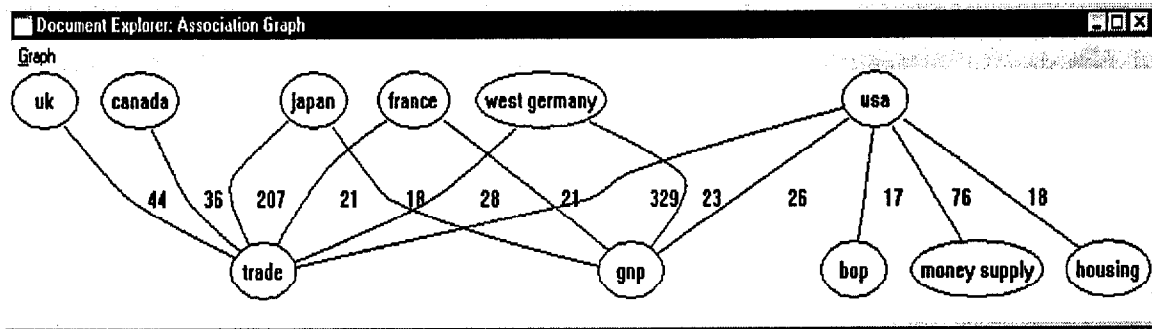 Document Explorer: Association Graph
Graph
uk canada japan france west germany usa
44 36 207 21 18 28 21 329 23 26 17 76 18
trade gnp bop money supply housing